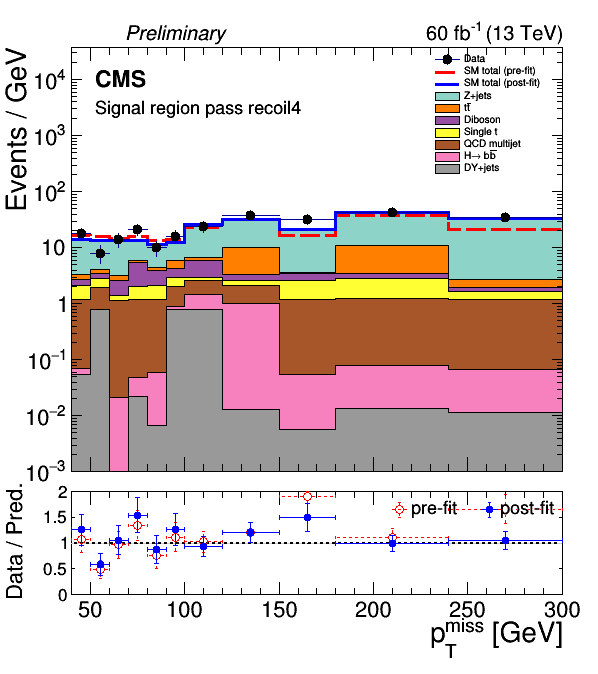 Preliminary 60 fb⁻¹ (13 TeV)
CMS
Signal region pass recoil4
Data
SM total (pre-fit)
SM total (post-fit)
Z+jets
tt̄
Diboson
Single t
QCD multijet
H→ bb̄
DY+jets
Events / GeV
10⁴
10³
10²
10
1
10⁻¹
10⁻²
10⁻³
Data / Pred.
2
1.5
1
0.5
0
pre-fit post-fit
50 100 150 200 250 300
p_T^miss [GeV]